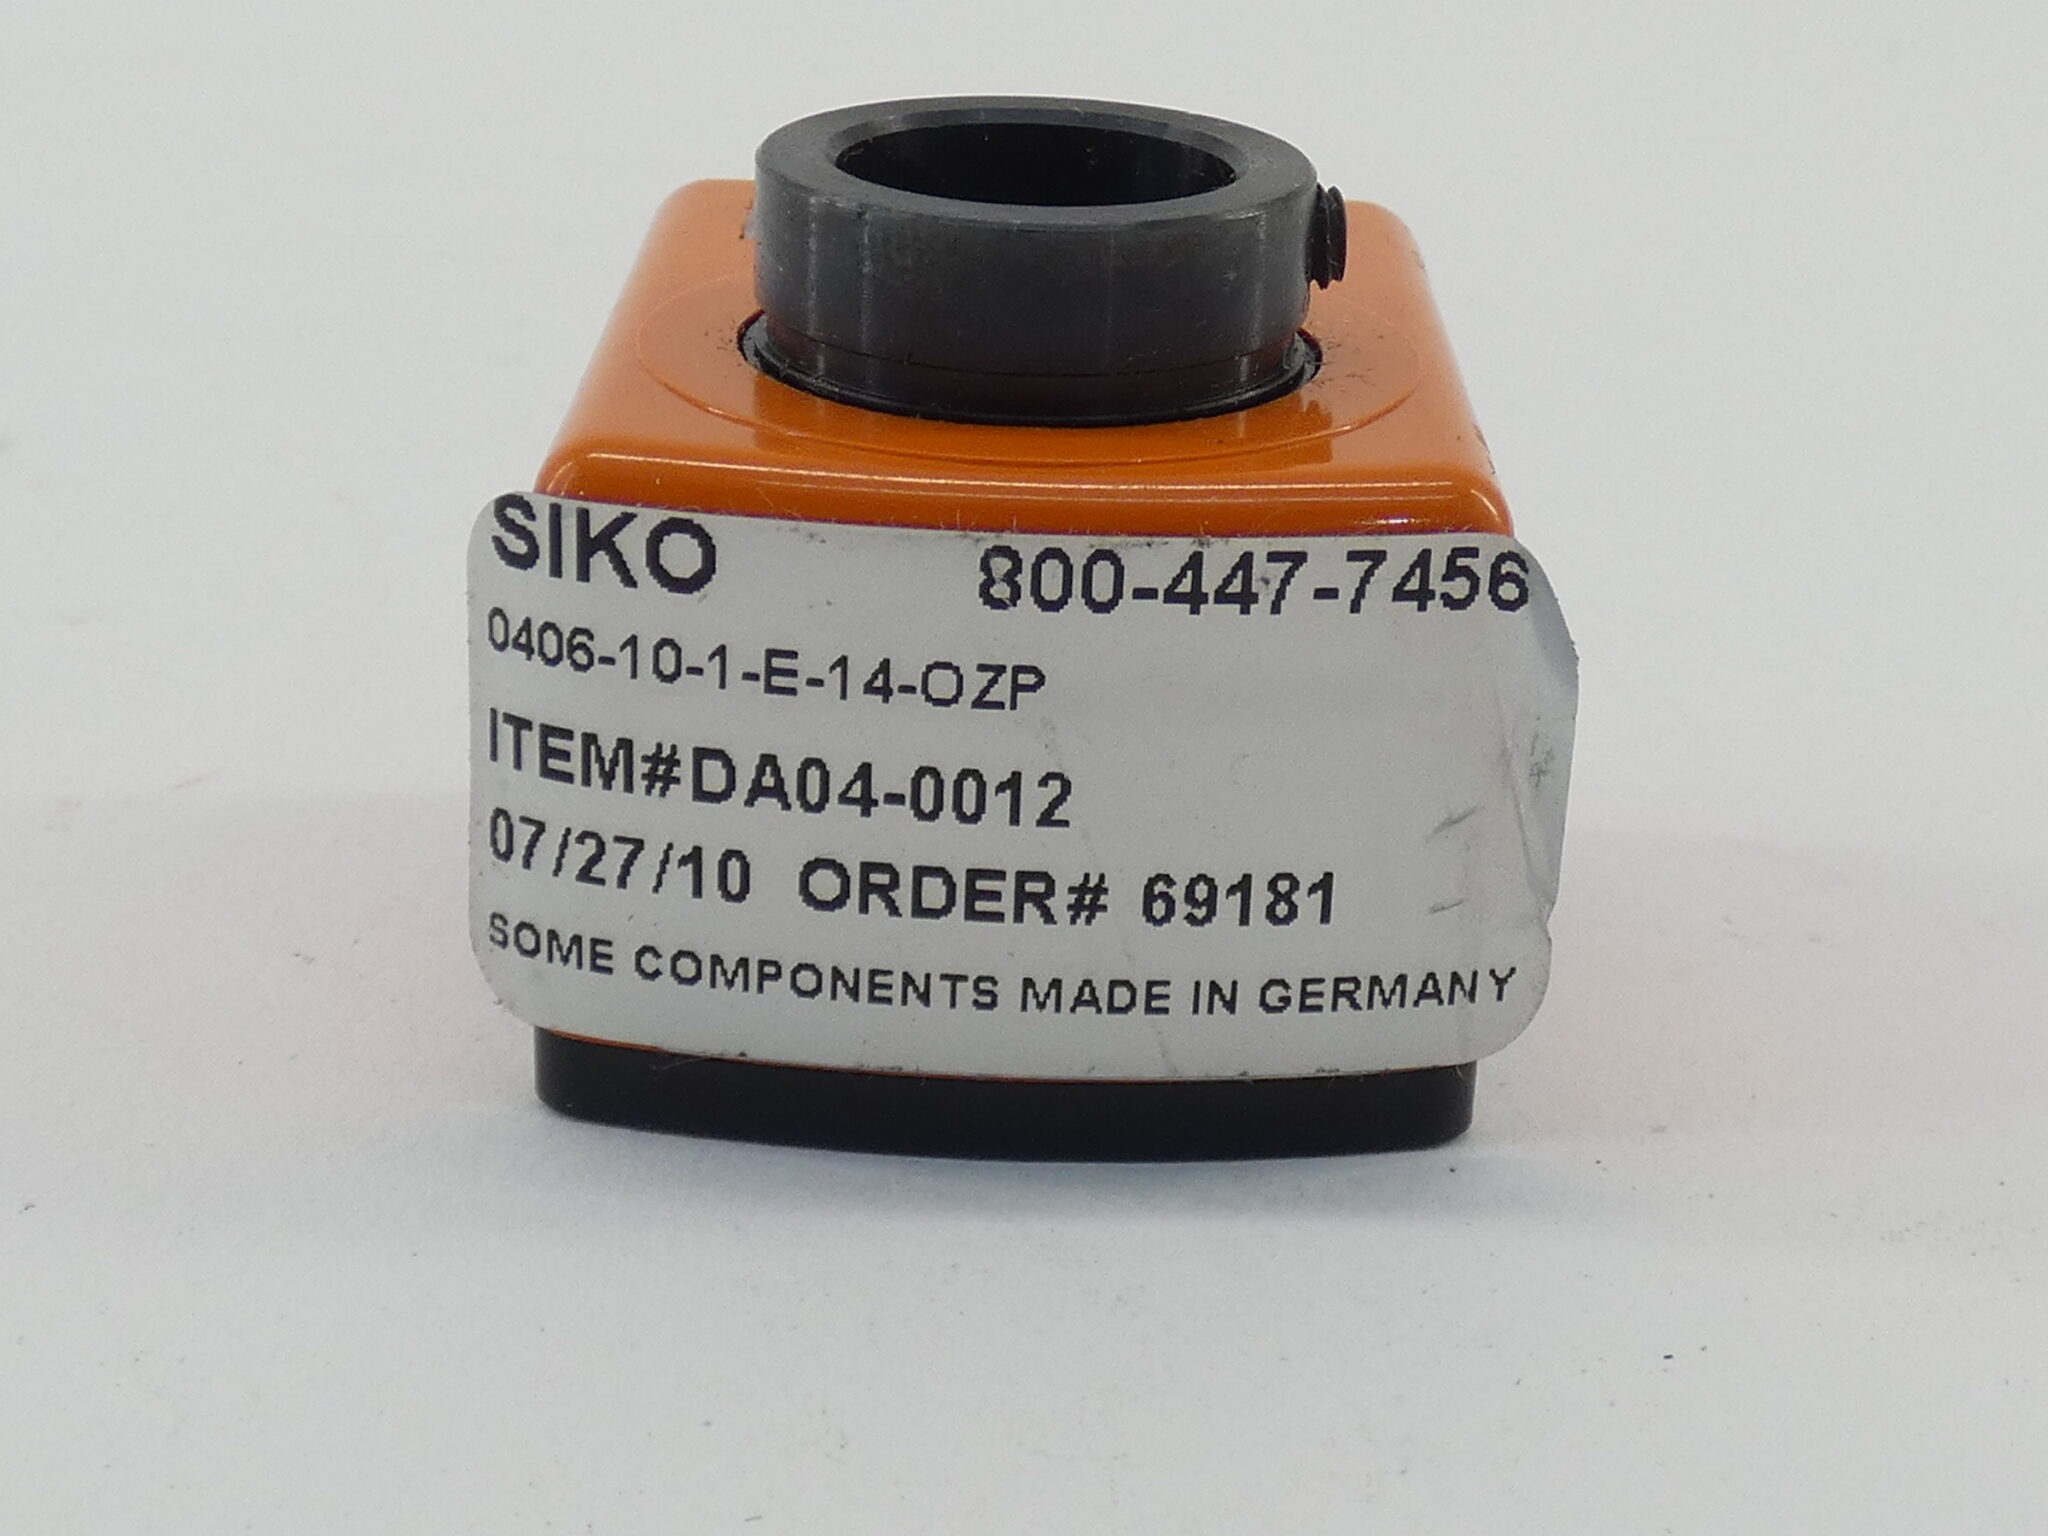 SIKO 800-447-7456
0406-10-1-E-14-OZP
ITEM#DA04-0012
07/27/10 ORDER# 69181
SOME COMPONENTS MADE IN GERMANY